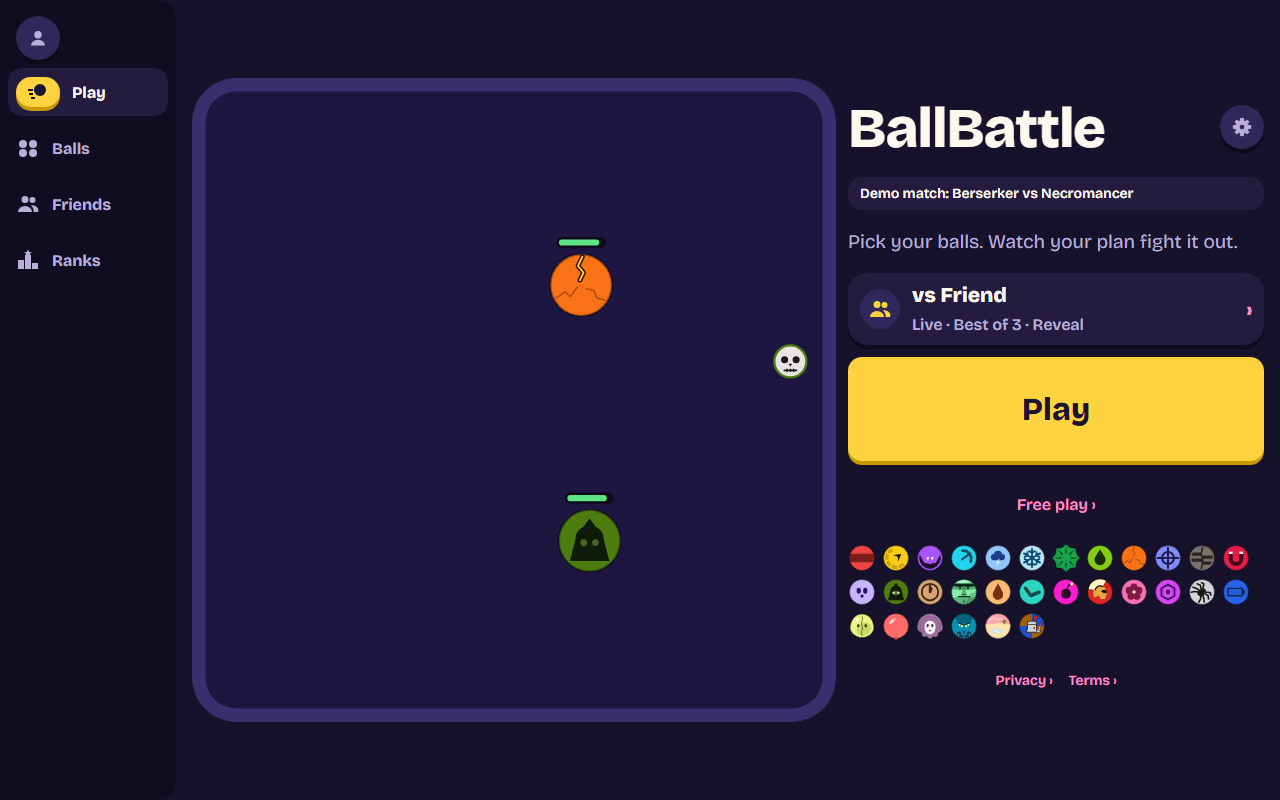 Play
Balls
Friends
Ranks
BallBattle
Demo match: Berserker vs Necromancer
Pick your balls. Watch your plan fight it out.
vs Friend
Live · Best of 3 · Reveal
Play
Free play ›
Privacy › Terms ›